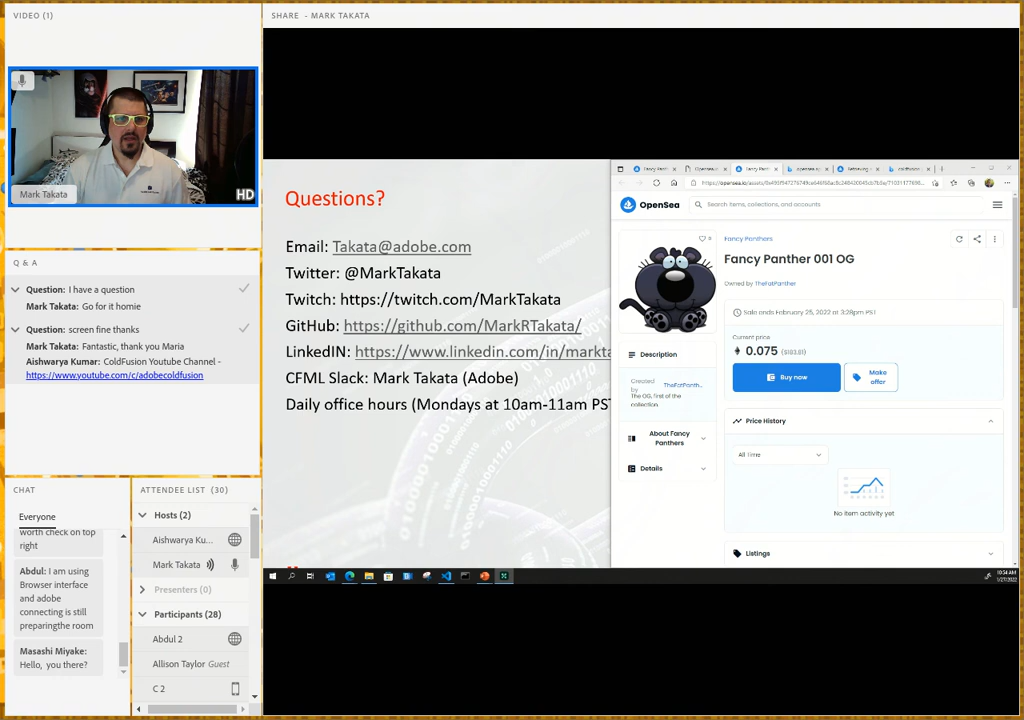 VIDEO (1)
SHARE - MARK TAKATA
Mark Takata
HD
Q & A
Question: I have a question
Mark Takata: Go for it homie
Question: screen fine thanks
Mark Takata: Fantastic, thank you Maria
Aishwarya Kumar: ColdFusion Youtube Channel -
https://www.youtube.com/c/adobecoldfusion
CHAT
Everyone
worth check on top
right
Abdul: I am using
Browser interface
and adobe
connecting is still
preparingthe room
Masashi Miyake:
Hello, you there?
ATTENDEE LIST (30)
Hosts (2)
Aishwarya Ku...
Mark Takata
Presenters (0)
Participants (28)
Abdul 2
Allison Taylor Guest
C 2
Questions?
Email: Takata@adobe.com
Twitter: @MarkTakata
Twitch: https://twitch.com/MarkTakata
GitHub: https://github.com/MarkRTakata/
LinkedIN: https://www.linkedin.com/in/markta
CFML Slack: Mark Takata (Adobe)
Daily office hours (Mondays at 10am-11am PST
OpenSea
Search items, collections, and accounts
Fancy Panthers
Fancy Panther 001 OG
Owned by TheFatPanther
Sale ends February 25, 2022 at 3:28pm PST
Current price
0.075 ($183.81)
Buy now
Make
offer
Description
Created
by
TheFatPanth...
The OG, first of the
collection.
About Fancy
Panthers
Details
Price History
All Time
No item activity yet
Listings
10:54 AM
1/27/2022